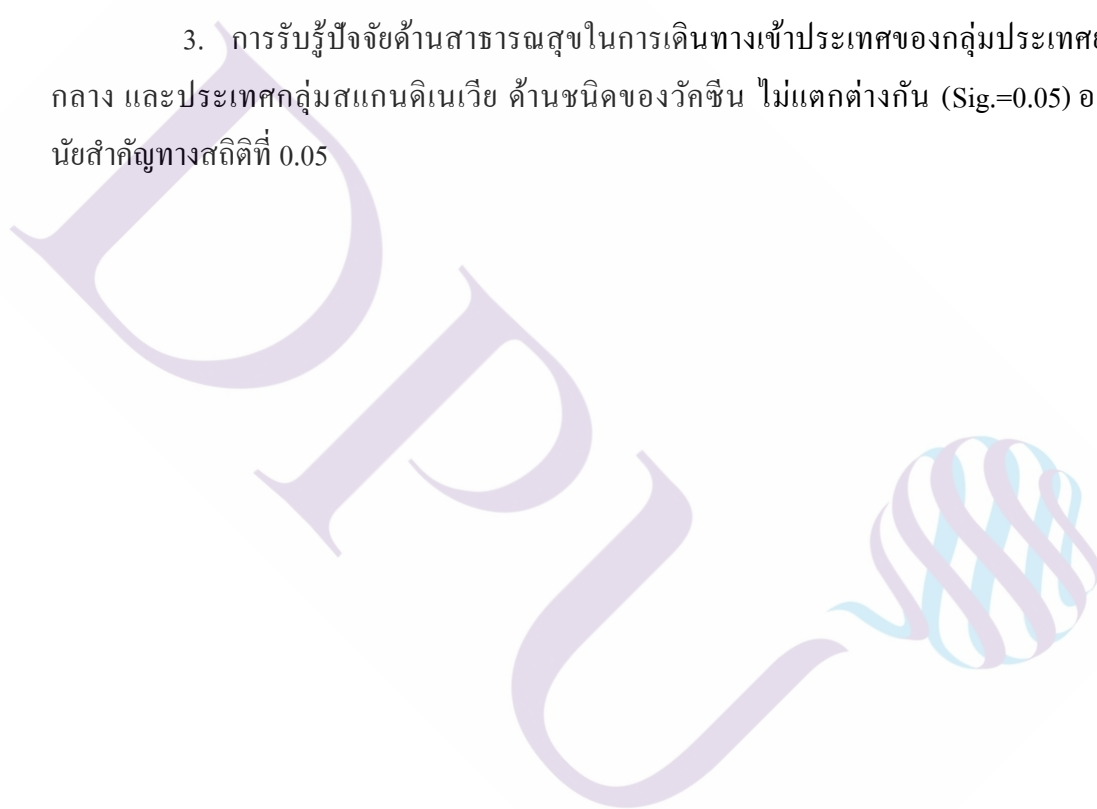 3. การรับรู้ปัจจัยด้านสาธารณสุขในการเดินทางเข้าประเทศของกลุ่มประเทศ
กลาง และประเทศกลุ่มสแกนดิเนเวีย ด้านชนิดของวัคซีน ไม่แตกต่างกัน (Sig.=0.05) อ
นัยสำคัญทางสถิติที่ 0.05
DPU